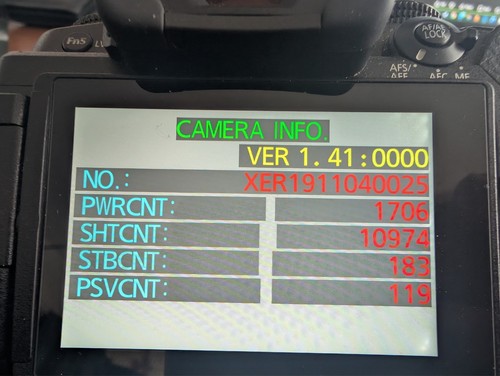 Fn5
AF/AE
LOCK
AFS/
AFF
AFC
MF
CAMERA INFO.
VER 1. 41:0000
NO.: XER1911040025
PWRCNT: 1706
SHTCNT: 10974
STBCNT: 183
PSVCNT: 119